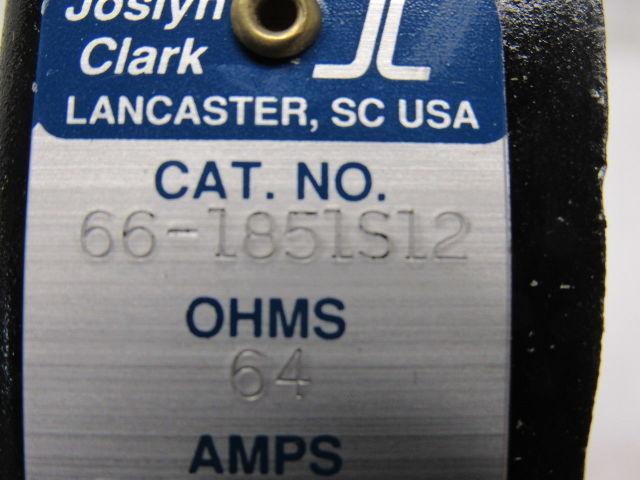 Joslyn
Clark
LANCASTER, SC USA
CAT. NO.
66-1851S12
OHMS
64
AMPS